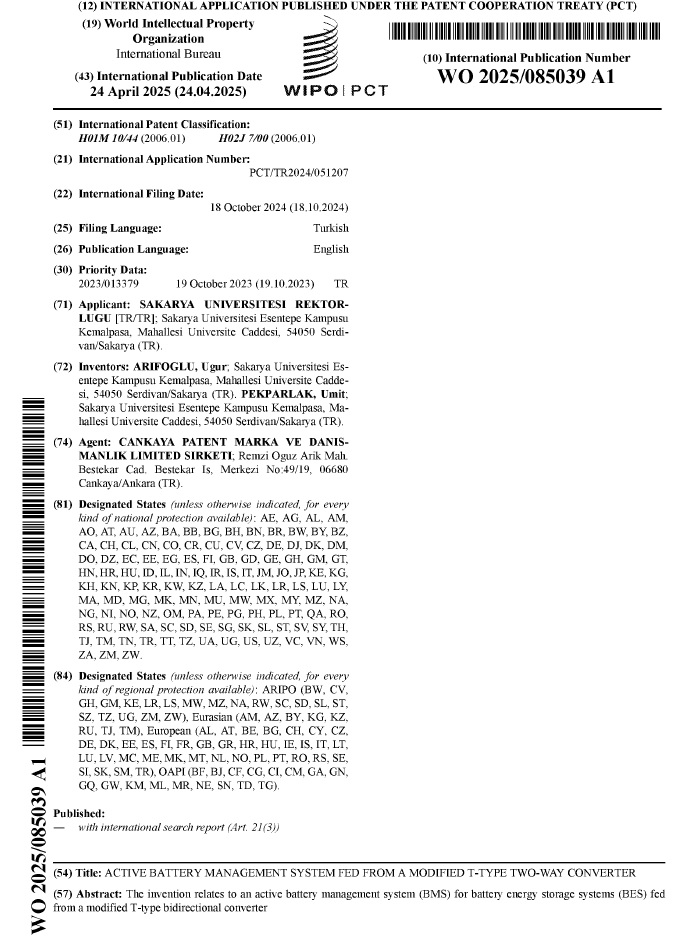 (12) INTERNATIONAL APPLICATION PUBLISHED UNDER THE PATENT COOPERATION TREATY (PCT)
(19) World Intellectual Property
Organization
International Bureau
(43) International Publication Date
24 April 2025 (24.04.2025)
WIPO | PCT
(10) International Publication Number
WO 2025/085039 A1
(51) International Patent Classification:
H01M 10/44 (2006.01) H02J 7/00 (2006.01)
(21) International Application Number:
PCT/TR2024/051207
(22) International Filing Date:
18 October 2024 (18.10.2024)
(25) Filing Language: Turkish
(26) Publication Language: English
(30) Priority Data:
2023/013379 19 October 2023 (19.10.2023) TR
(71) Applicant: SAKARYA UNIVERSITESI REKTOR-
LUGU [TR/TR]; Sakarya Universitesi Esentepe Kampusu
Kemalpasa, Mahallesi Universite Caddesi, 54050 Serdi-
van/Sakarya (TR).
(72) Inventors: ARIFOGLU, Ugur; Sakarya Universitesi Es-
entepe Kampusu Kemalpasa, Mahallesi Universite Cadde-
si, 54050 Serdivan/Sakarya (TR). PEKPARLAK, Umit;
Sakarya Universitesi Esentepe Kampusu Kemalpasa, Ma-
hallesi Universite Caddesi, 54050 Serdivan/Sakarya (TR).
(74) Agent: CANKAYA PATENT MARKA VE DANIS-
MANLIK LIMITED SIRKETI; Remzi Oguz Arik Mah.
Bestekar Cad. Bestekar Is, Merkezi No:49/19, 06680
Cankaya/Ankara (TR).
(81) Designated States (unless otherwise indicated, for every
kind of national protection available): AE, AG, AL, AM,
AO, AT, AU, AZ, BA, BB, BG, BH, BN, BR, BW, BY, BZ,
CA, CH, CL, CN, CO, CR, CU, CV, CZ, DE, DJ, DK, DM,
DO, DZ, EC, EE, EG, ES, FI, GB, GD, GE, GH, GM, GT,
HN, HR, HU, ID, IL, IN, IQ, IR, IS, IT, JM, JO, JP, KE, KG,
KH, KN, KP, KR, KW, KZ, LA, LC, LK, LR, LS, LU, LY,
MA, MD, MG, MK, MN, MU, MW, MX, MY, MZ, NA,
NG, NI, NO, NZ, OM, PA, PE, PG, PH, PL, PT, QA, RO,
RS, RU, RW, SA, SC, SD, SE, SG, SK, SL, ST, SV, SY, TH,
TJ, TM, TN, TR, TT, TZ, UA, UG, US, UZ, VC, VN, WS,
ZA, ZM, ZW.
(84) Designated States (unless otherwise indicated, for every
kind of regional protection available): ARIPO (BW, CV,
GH, GM, KE, LR, LS, MW, MZ, NA, RW, SC, SD, SL, ST,
SZ, TZ, UG, ZM, ZW), Eurasian (AM, AZ, BY, KG, KZ,
RU, TJ, TM), European (AL, AT, BE, BG, CH, CY, CZ,
DE, DK, EE, ES, FI, FR, GB, GR, HR, HU, IE, IS, IT, LT,
LU, LV, MC, ME, MK, MT, NL, NO, PL, PT, RO, RS, SE,
SI, SK, SM, TR), OAPI (BF, BJ, CF, CG, CI, CM, GA, GN,
GQ, GW, KM, ML, MR, NE, SN, TD, TG).
Published:
— with international search report (Art. 21(3))
WO 2025/085039 A1
(54) Title: ACTIVE BATTERY MANAGEMENT SYSTEM FED FROM A MODIFIED T-TYPE TWO-WAY CONVERTER
(57) Abstract: The invention relates to an active battery management system (BMS) for battery energy storage systems (BES) fed
from a modified T-type bidirectional converter